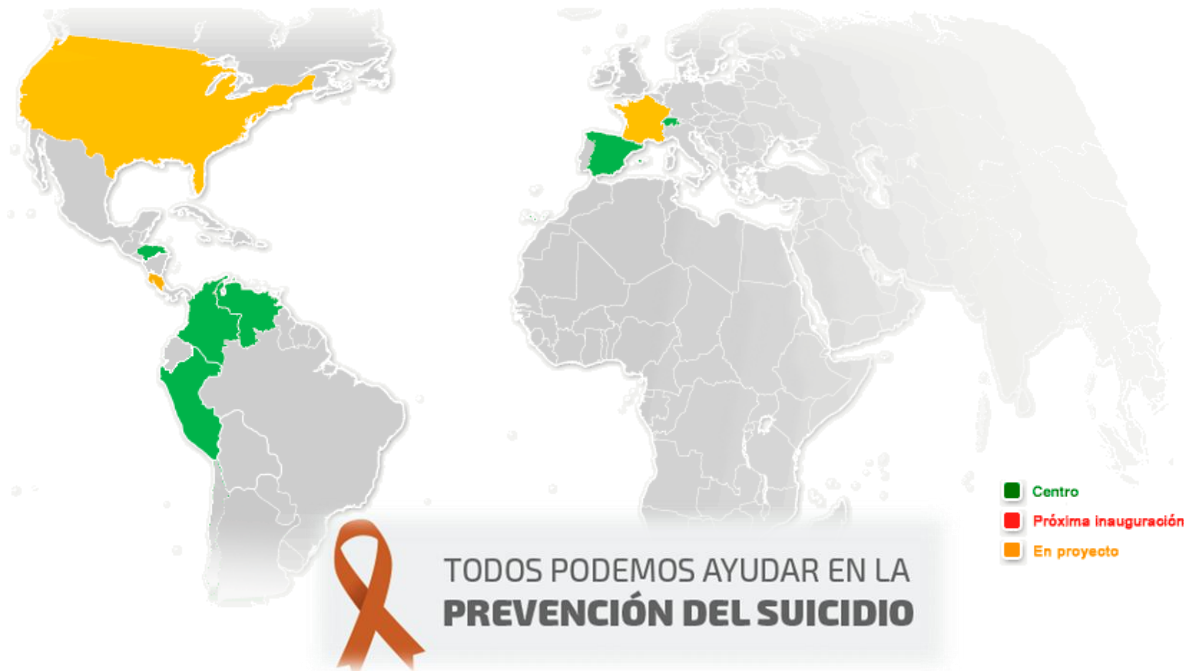 Centro
Próxima inauguración
En proyecto
TODOS PODEMOS AYUDAR EN LA
PREVENCIÓN DEL SUICIDIO